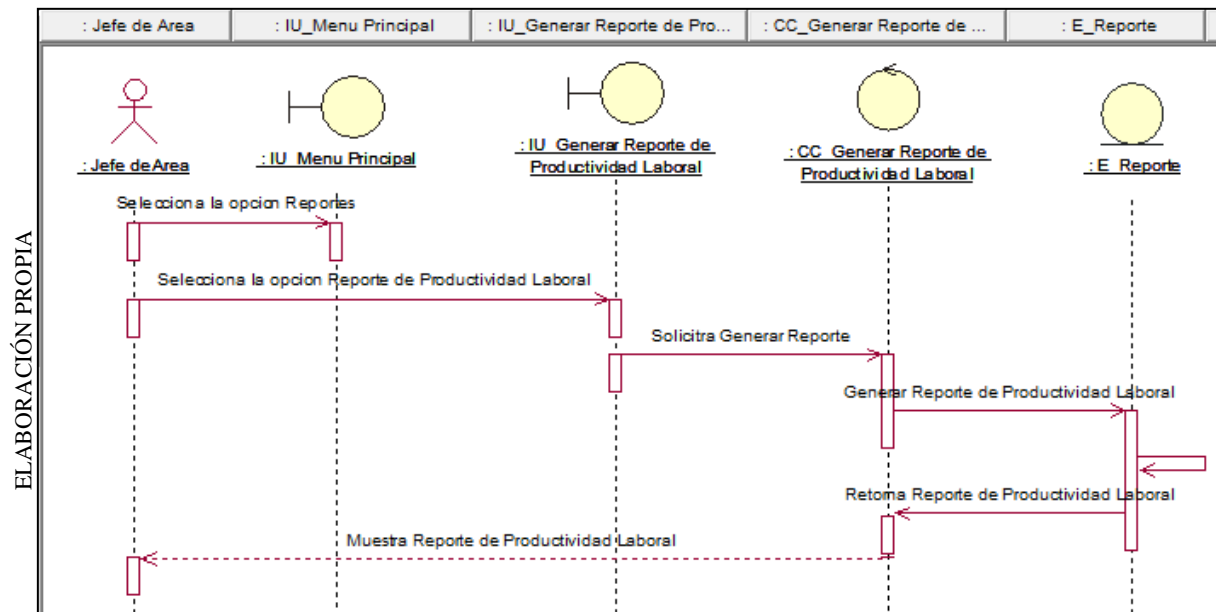 : Jefe de Area
: IU_Menu Principal
: IU_Generar Reporte de Pro...
: CC_Generar Reporte de ...
: E_Reporte
: Jefe de Area
: IU_Menu Principal
: IU_Generar Reporte de
Productividad Laboral
: CC_Generar Reporte de
Productividad Laboral
: E_Reporte
Selecciona la opcion Reportes
Selecciona la opcion Reporte de Productividad Laboral
Solicitra Generar Reporte
Generar Reporte de Productividad Laboral
Retorna Reporte de Productividad Laboral
Muestra Reporte de Productividad Laboral
ELABORACIÓN PROPIA